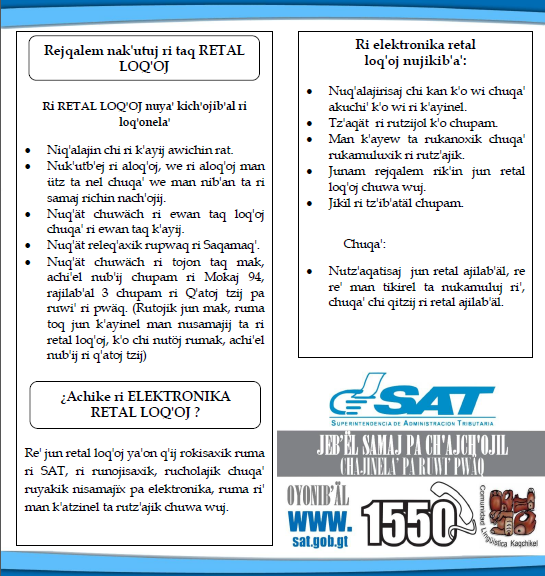 Rejqalem nak'utuj ri taq RETAL
LOQ'OJ
Ri RETAL LOQ'OJ nuya' kich'ojib'al ri
loq'onela'
• Niq'alajin chi ri k'ayij awichin rat.
• Nuk'utb'ej ri aloq'oj, we ri aloq'oj man
ütz ta nel chuqa' we man nib'an ta ri
samaj richin nach'ojij.
• Nuq'ät chuwäch ri ewan taq loq'oj
chuqa' ri ewan taq k'ayij.
• Nuq'ät releq'axik rupwaq ri Saqamaq'.
• Nuq'ät chuwäch ri tojon taq mak,
achi'el nub'ij chupam ri Mokaj 94,
rajilab'al 3 chupam ri Q'atoj tzij pa
ruwi' ri pwäq. (Rutojik jun mak, ruma
toq jun k'ayinel man nusamajij ta ri
retal loq'oj, k'o chi nutöj rumak, achi'el
nub'ij ri q'atoj tzij)
¿Achike ri ELEKTRONIKA
RETAL LOQ'OJ ?
Re' jun retal loq'oj ya'on q'ij rokisaxik ruma
ri SAT, ri runojisaxik, rucholajik chuqa'
ruyakik nisamajïx pa elektronika, ruma ri'
man k'atzinel ta rutz'ajik chuwa wuj.
Ri elektronika retal
loq'oj nujikib'a':
• Nuq'alajirisaj chi kan k'o wi chuqa'
akuchi' k'o wi ri k'ayinel.
• Tz'aqät ri rutzijol k'o chupam.
• Man k'ayew ta rukanoxik chuqa'
rukamuluxik ri rutz'ajik.
• Junam rejqalem rik'in jun retal
loq'oj chuwa wuj.
• Jikil ri tz'ib'atäl chupam.
Chuqa':
• Nutz'aqatisaj jun retal ajilab'äl, re
re' man tikirel ta nukamuluj ri',
chuqa' chi qitzij ri retal ajilab'äl.
SAT
SUPERINTENDENCIA DE ADMINISTRACION TRIBUTARIA
JEB'ËL SAMAJ PA CH'AJCH'OJIL
CHAJINELA' PA RUWI' PWÄQ
OYONIB'ÄL
www.
sat.gob.gt
1550
Comunidad
Lingüística Kaqchikel